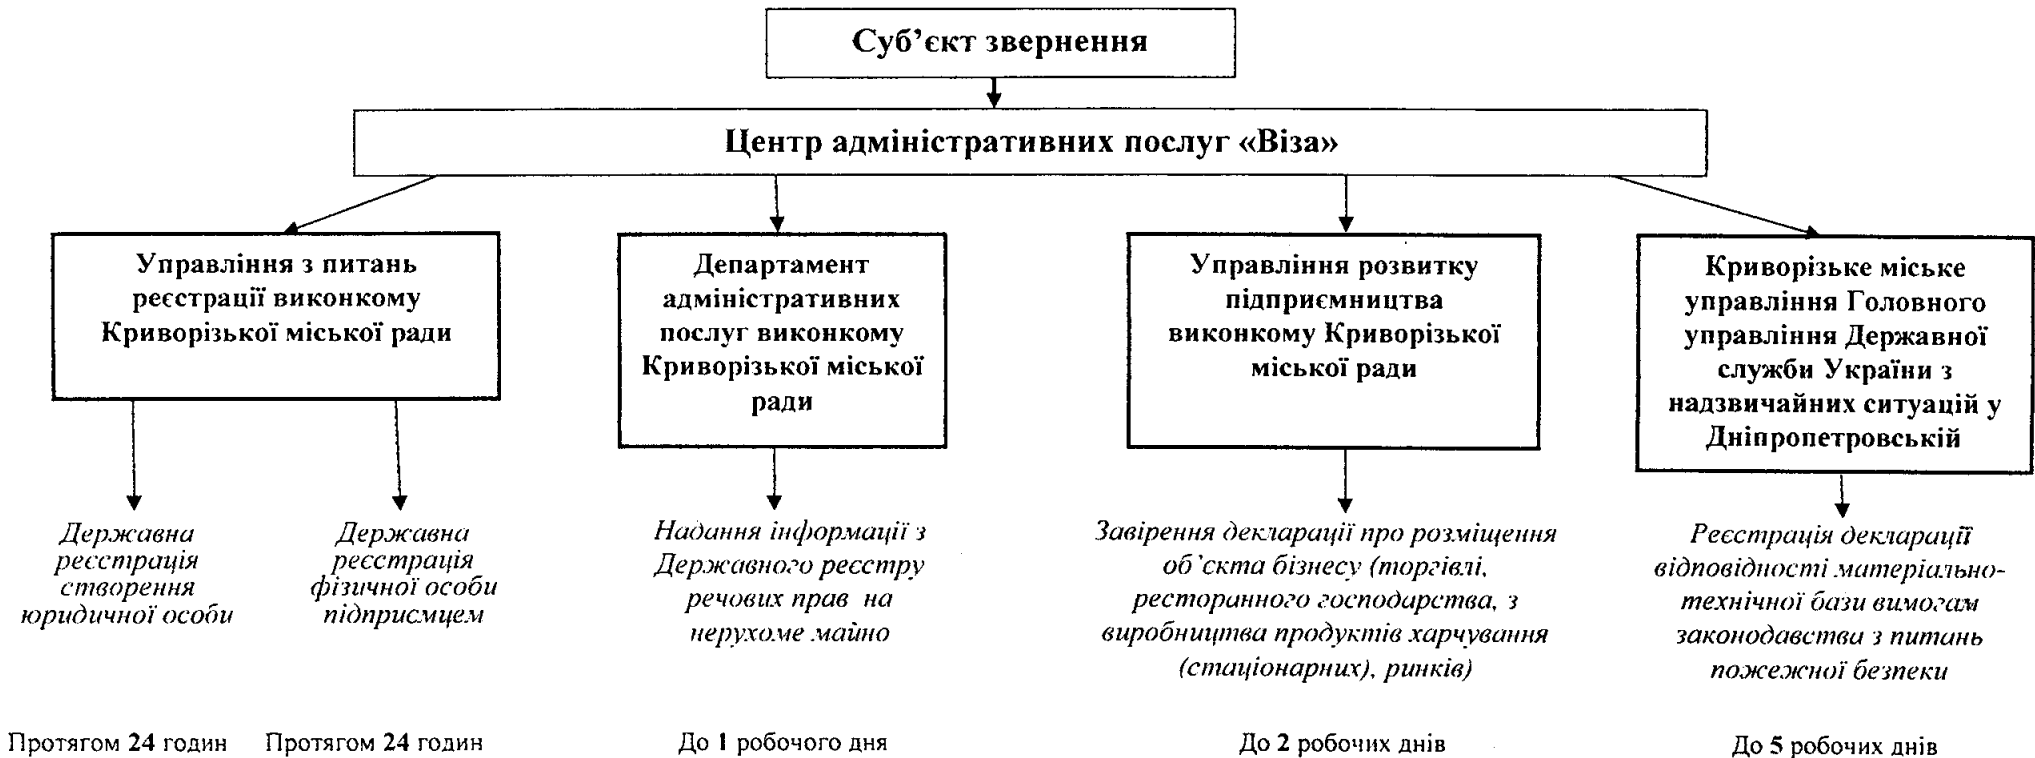 Суб’єкт звернення
Центр адміністративних послуг «Віза»
Управління з питань
реєстрації виконкому
Криворізької міської ради
Департамент
адміністративних
послуг виконкому
Криворізької міської
ради
Управління розвитку
підприємництва
виконкому Криворізької
міської ради
Криворізьке міське
управління Головного
управління Державної
служби України з
надзвичайних ситуацій у
Дніпропетровській
Державна
реєстрація
створення
юридичної особи
Державна
реєстрація
фізичної особи
підприємцем
Надання інформації з
Державного реєстру
речових прав на
нерухоме майно
Завірення декларації про розміщення
об’єкта бізнесу (торгівлі,
ресторанного господарства, з
виробництва продуктів харчування
(стаціонарних), ринків)
Реєстрація декларації
відповідності матеріально-
технічної бази вимогам
законодавства з питань
пожежної безпеки
Протягом 24 годин
Протягом 24 годин
До 1 робочого дня
До 2 робочих днів
До 5 робочих днів